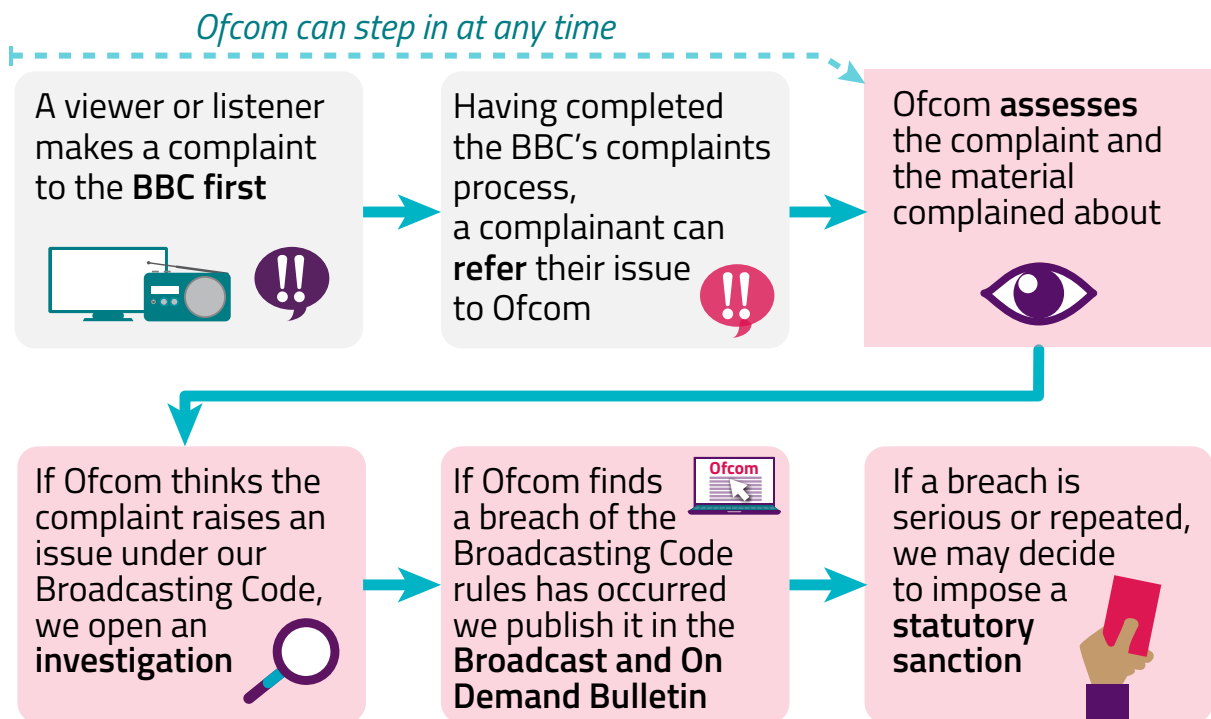 Ofcom can step in at any time
A viewer or listener
makes a complaint
to the BBC first
Having completed
the BBC's complaints
process,
a complainant can
refer their issue
to Ofcom
Ofcom assesses
the complaint and
the material
complained about
If Ofcom thinks the
complaint raises an
issue under our
Broadcasting Code,
we open an
investigation
If Ofcom finds
a breach of the
Broadcasting Code
rules has occurred
we publish it in the
Broadcast and On
Demand Bulletin
Ofcom
If a breach is
serious or repeated,
we may decide
to impose a
statutory
sanction